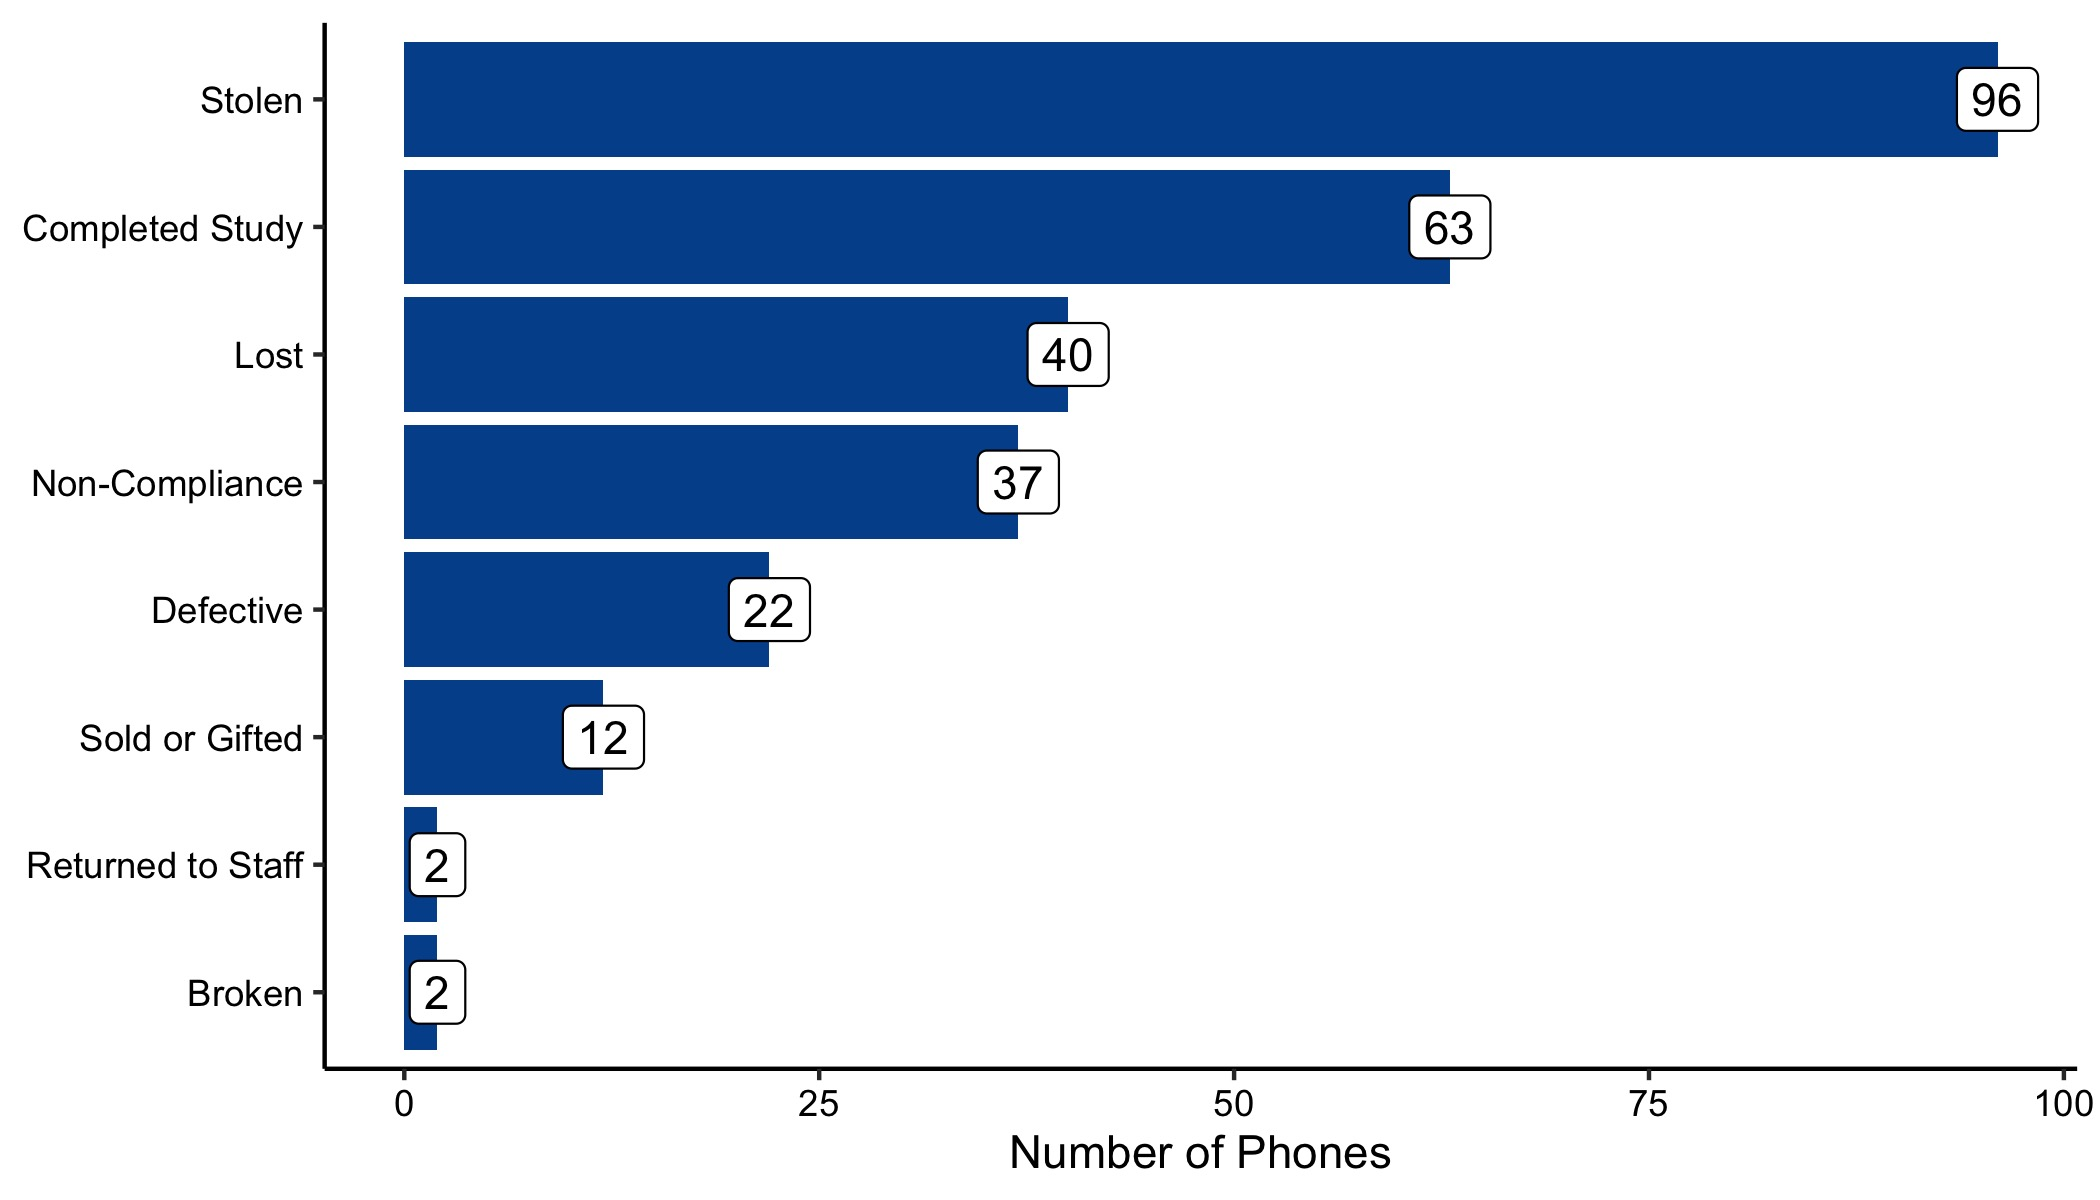 Stolen 96
Completed Study 63
Lost 40
Non-Compliance 37
Defective 22
Sold or Gifted 12
Returned to Staff 2
Broken 2
0 25 50 75 100
Number of Phones